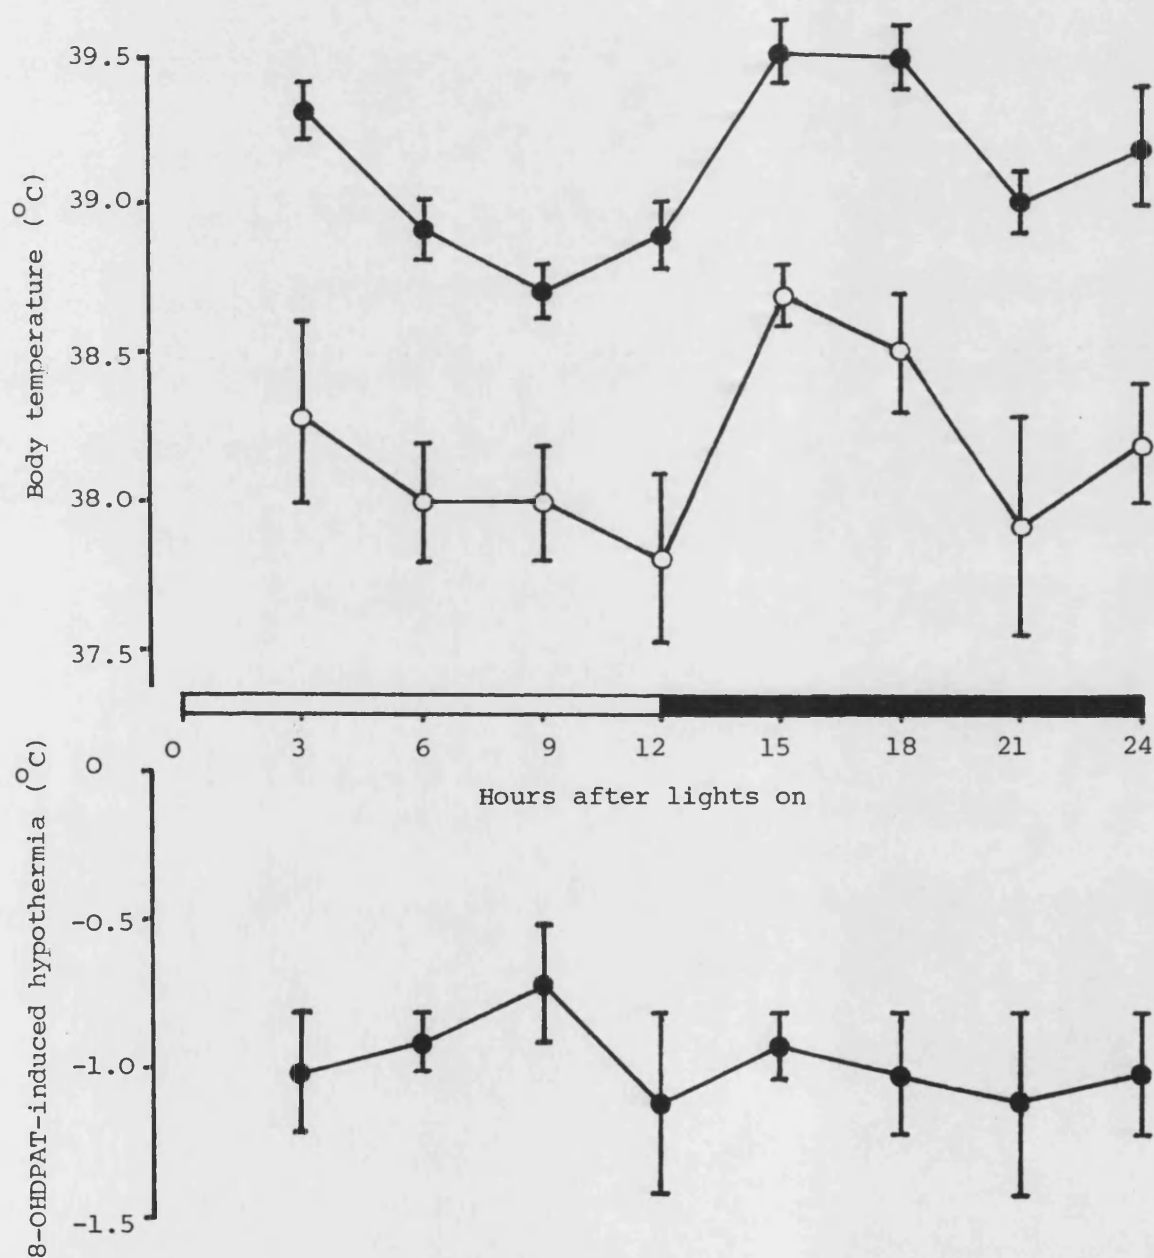 Body temperature (°C)
39.5
39.0
38.5
38.0
37.5
0 3 6 9 12 15 18 21 24
Hours after lights on
8-OHDPAT-induced hypothermia (°C)
0
-0.5
-1.0
-1.5